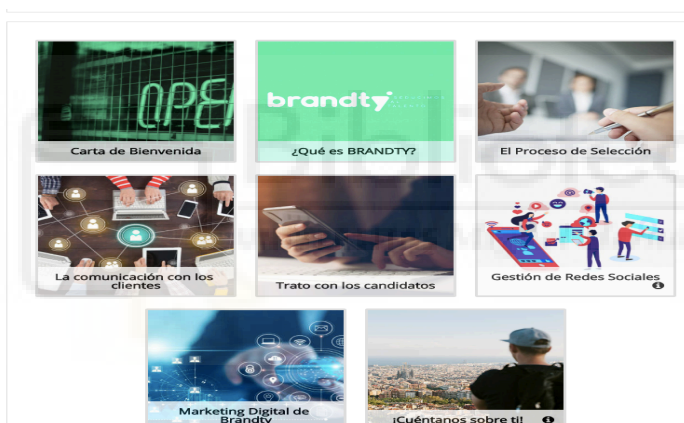 OPE
brandty
Carta de Bienvenida
¿Qué es BRANDTY?
El Proceso de Selección
La comunicación con los
clientes
Trato con los candidatos
Gestión de Redes Sociales
Marketing Digital de
Brandty
¡Cuéntanos sobre ti!